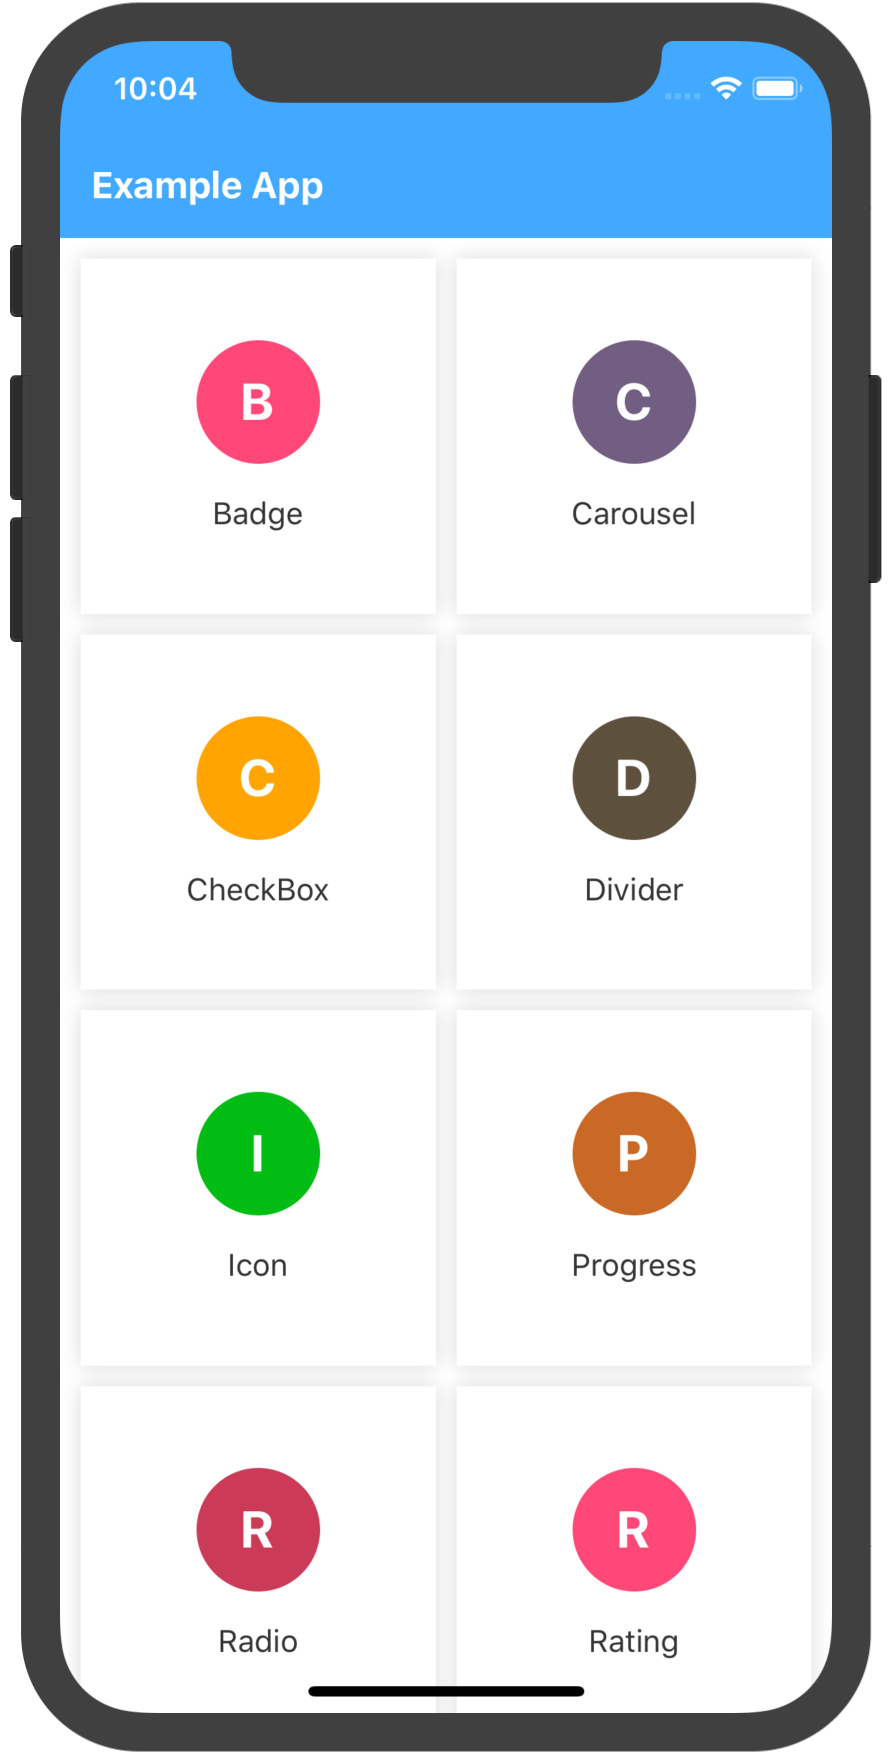 10:04
Example App
B
C
Badge
Carousel
C
D
CheckBox
Divider
I
P
Icon
Progress
R
R
Radio
Rating